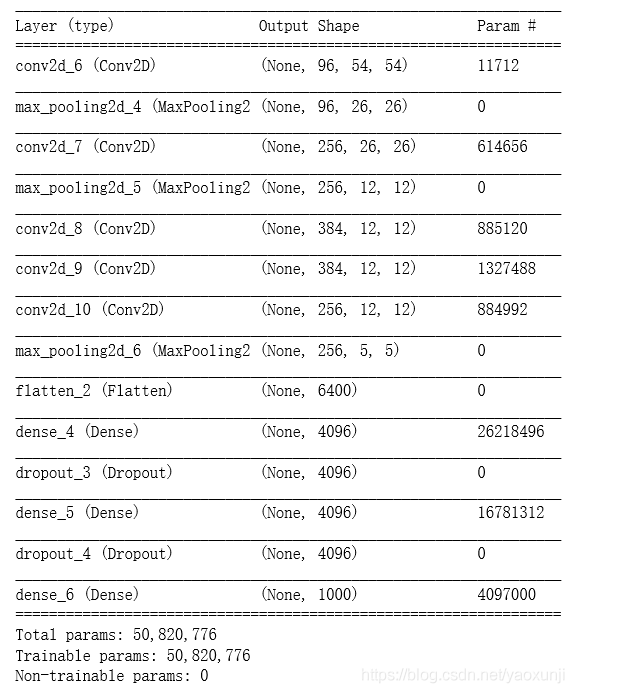 Layer (type) Output Shape Param #
conv2d_6 (Conv2D) (None, 96, 54, 54) 11712
max_pooling2d_4 (MaxPooling2 (None, 96, 26, 26) 0
conv2d_7 (Conv2D) (None, 256, 26, 26) 614656
max_pooling2d_5 (MaxPooling2 (None, 256, 12, 12) 0
conv2d_8 (Conv2D) (None, 384, 12, 12) 885120
conv2d_9 (Conv2D) (None, 384, 12, 12) 1327488
conv2d_10 (Conv2D) (None, 256, 12, 12) 884992
max_pooling2d_6 (MaxPooling2 (None, 256, 5, 5) 0
flatten_2 (Flatten) (None, 6400) 0
dense_4 (Dense) (None, 4096) 26218496
dropout_3 (Dropout) (None, 4096) 0
dense_5 (Dense) (None, 4096) 16781312
dropout_4 (Dropout) (None, 4096) 0
dense_6 (Dense) (None, 1000) 4097000
Total params: 50,820,776
Trainable params: 50,820,776
Non-trainable params: 0
https://blog.csdn.net/yaoxunji